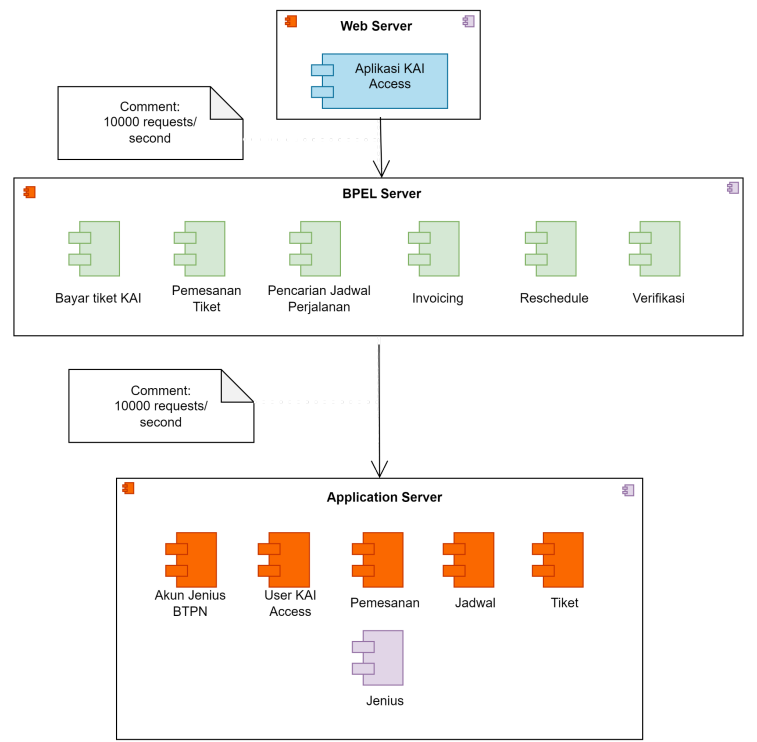 Web Server
Aplikasi KAI
Access
Comment:
10000 requests/
second
BPEL Server
Bayar tiket KAI
Pemesanan
Tiket
Pencarian Jadwal
Perjalanan
Invoicing
Reschedule
Verifikasi
Comment:
10000 requests/
second
Application Server
Akun Jenius
BTPN
User KAI
Access
Pemesanan
Jadwal
Tiket
Jenius